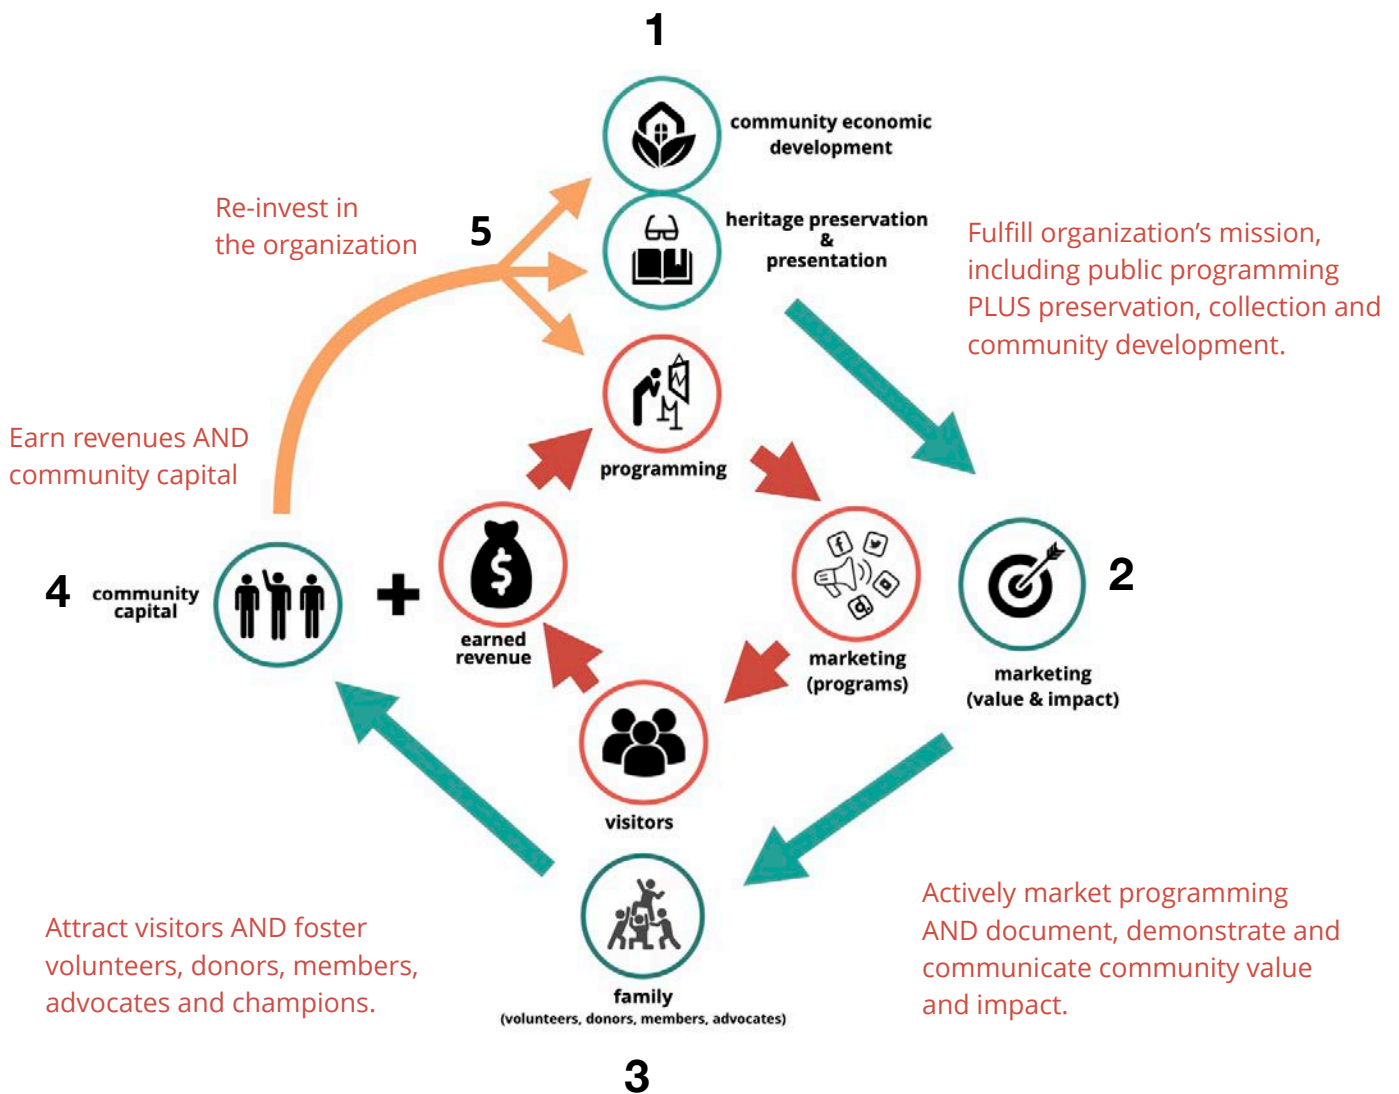 1
community economic
development
heritage preservation
&
presentation
Re-invest in
the organization
5
Fulfill organization's mission,
including public programming
PLUS preservation, collection and
community development.
programming
Earn revenues AND
community capital
4
community
capital
+
$
earned
revenue
marketing
(programs)
2
marketing
(value & impact)
visitors
Attract visitors AND foster
volunteers, donors, members,
advocates and champions.
Actively market programming
AND document, demonstrate and
communicate community value
and impact.
family
(volunteers, donors, members, advocates)
3